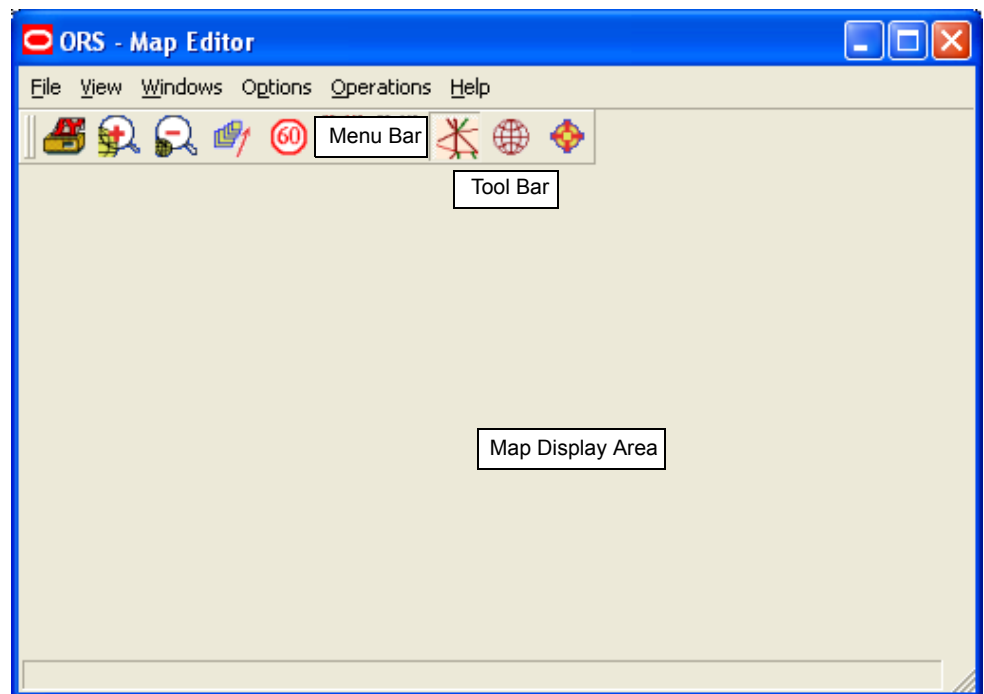 ORS - Map Editor
File View Windows Options Operations Help
60 Menu Bar
Tool Bar
Map Display Area